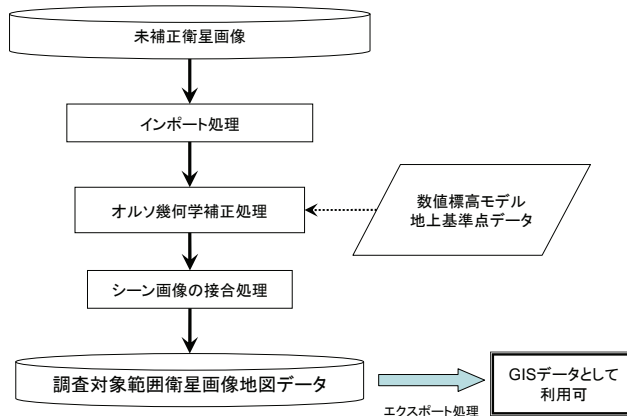 未補正衛星画像
インポート処理
オルソ幾何学補正処理
数値標高モデル
地上基準点データ
シーン画像の接合処理
調査対象範囲衛星画像地図データ
エクスポート処理
GISデータとして
利用可